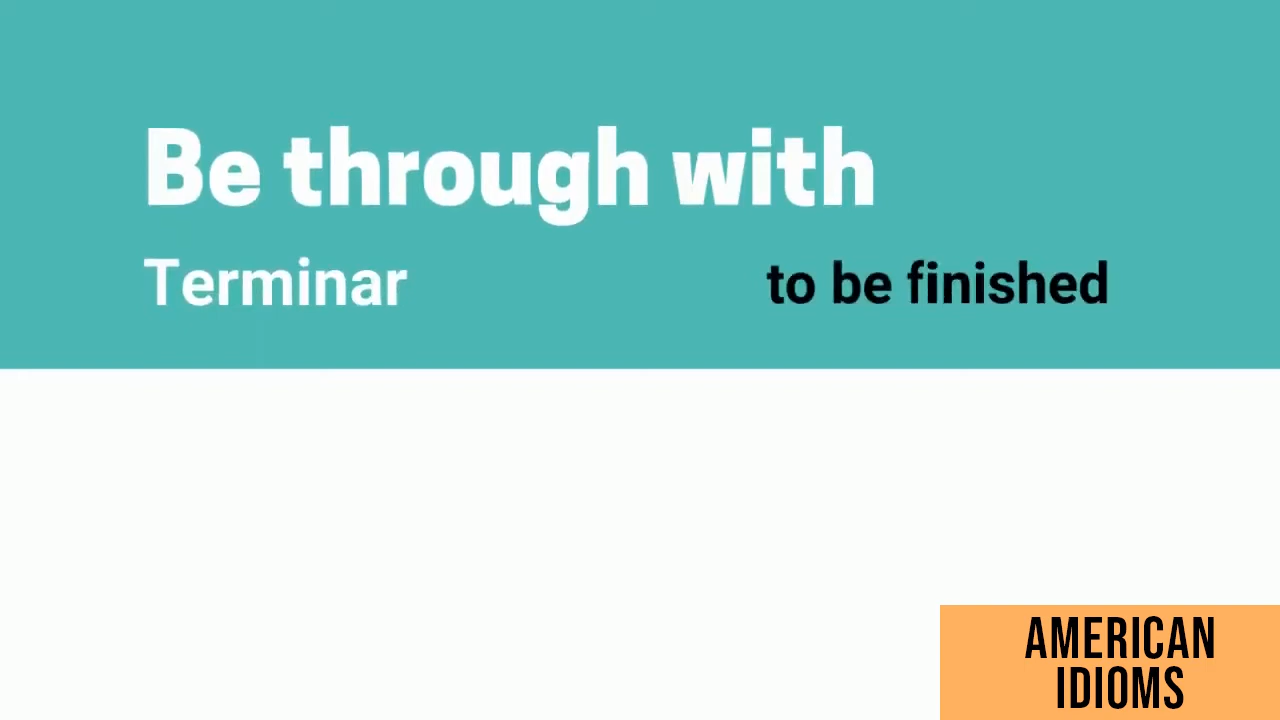 Be through with
Terminar
to be finished
AMERICAN
IDIOMS